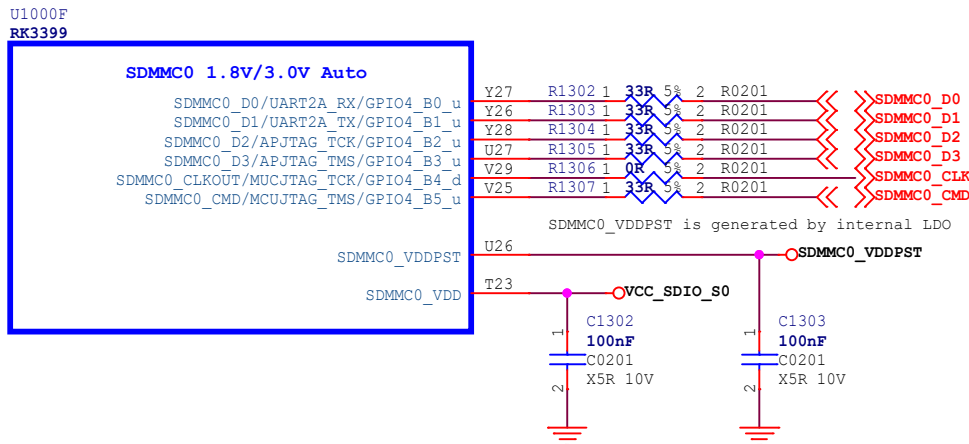 U1000F
RK3399
SDMMC0 1.8V/3.0V Auto
SDMMC0_D0/UART2A_RX/GPIO4_B0_u Y27 R1302 1 33R 5% 2 R0201 SDMMC0_D0
SDMMC0_D1/UART2A_TX/GPIO4_B1_u Y26 R1303 1 33R 5% 2 R0201 SDMMC0_D1
SDMMC0_D2/APJTAG_TCK/GPIO4_B2_u Y28 R1304 1 33R 5% 2 R0201 SDMMC0_D2
SDMMC0_D3/APJTAG_TMS/GPIO4_B3_u U27 R1305 1 33R 5% 2 R0201 SDMMC0_D3
SDMMC0_CLKOUT/MUCJTAG_TCK/GPIO4_B4_d V29 R1306 1 0R 5% 2 R0201 SDMMC0_CLK
SDMMC0_CMD/MCUJTAG_TMS/GPIO4_B5_u V25 R1307 1 33R 5% 2 R0201 SDMMC0_CMD
SDMMC0_VDDPST is generated by internal LDO
SDMMC0_VDDPST U26 SDMMC0_VDDPST
SDMMC0_VDD T23 VCC_SDIO_S0
1 C1302 1 C1303
100nF 100nF
C0201 C0201
2 X5R 10V 2 X5R 10V